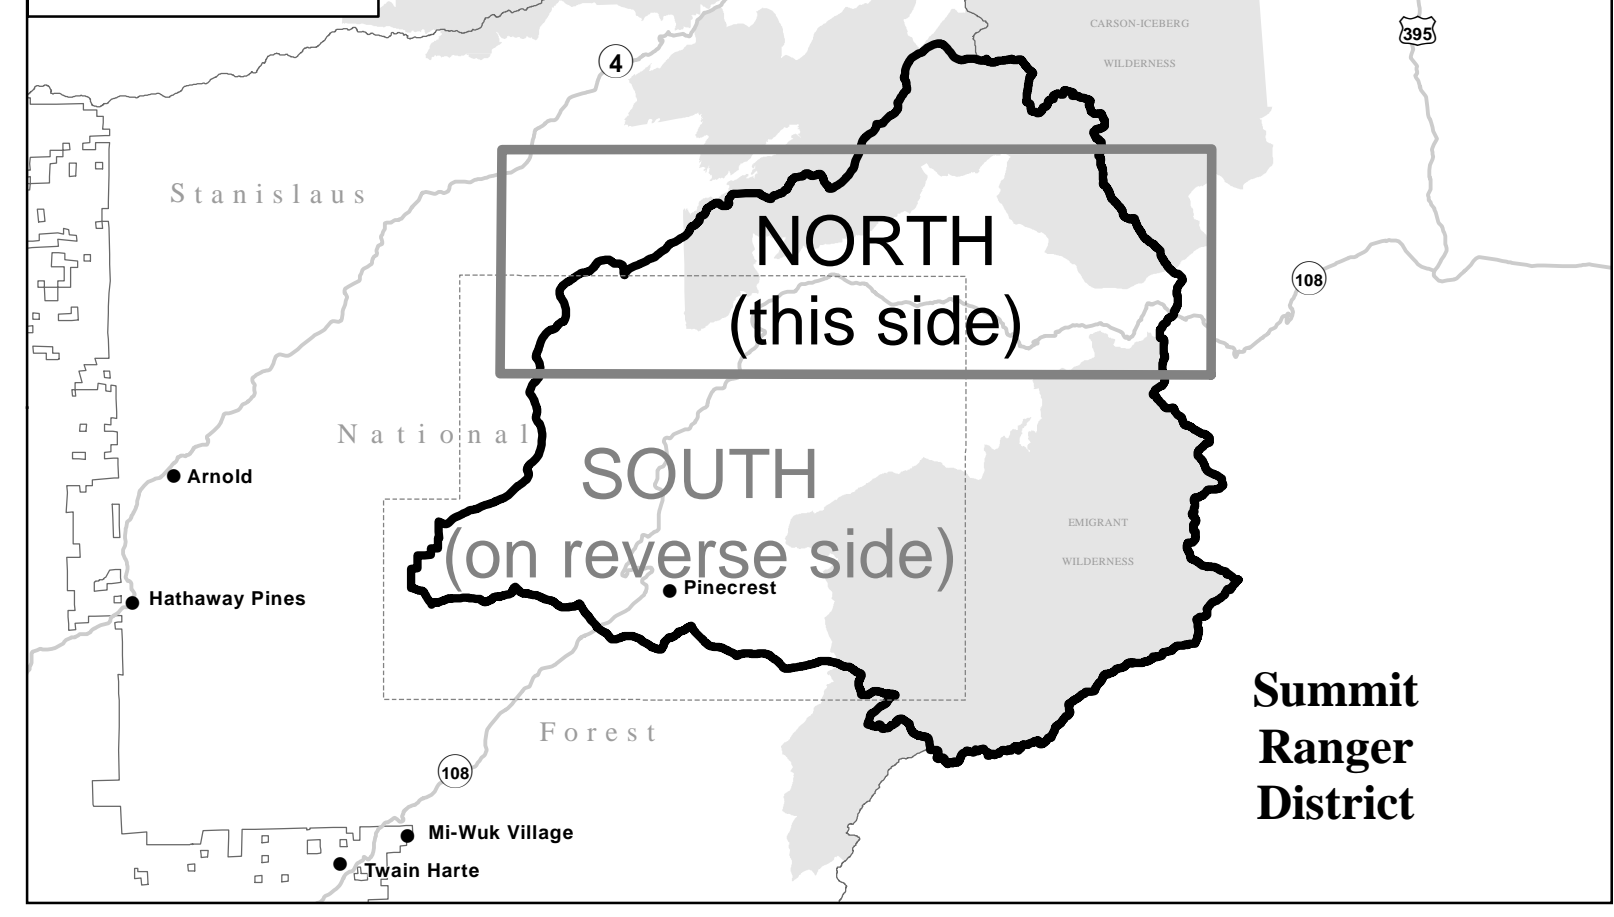 CARSON-ICEBERG
WILDERNESS
395
4
Stanislaus
NORTH
(this side)
108
National
SOUTH
(on reverse side)
Arnold
EMIGRANT
WILDERNESS
Pinecrest
Hathaway Pines
Summit
Ranger
District
Forest
108
Mi-Wuk Village
Twain Harte